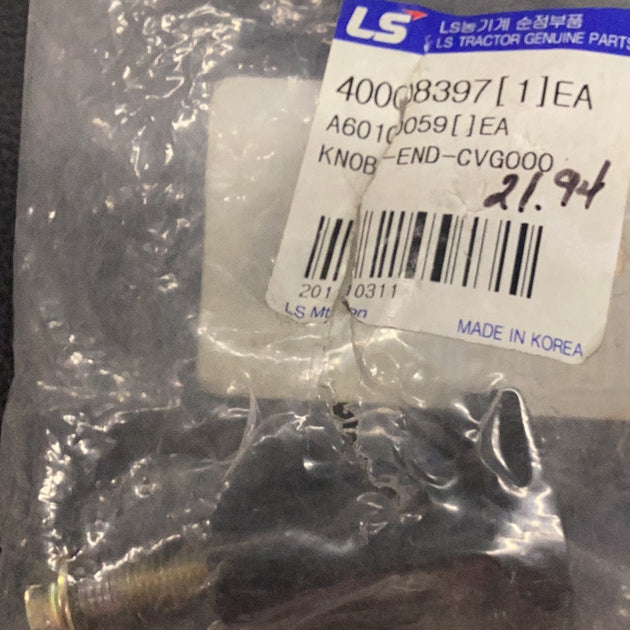 LS
LS농기계 순정부품
LS TRACTOR GENUINE PARTS
40008397[1]EA
A6010059[]EA
KNOB-END-CVG000
21.94
10311
LS
MADE IN KOREA